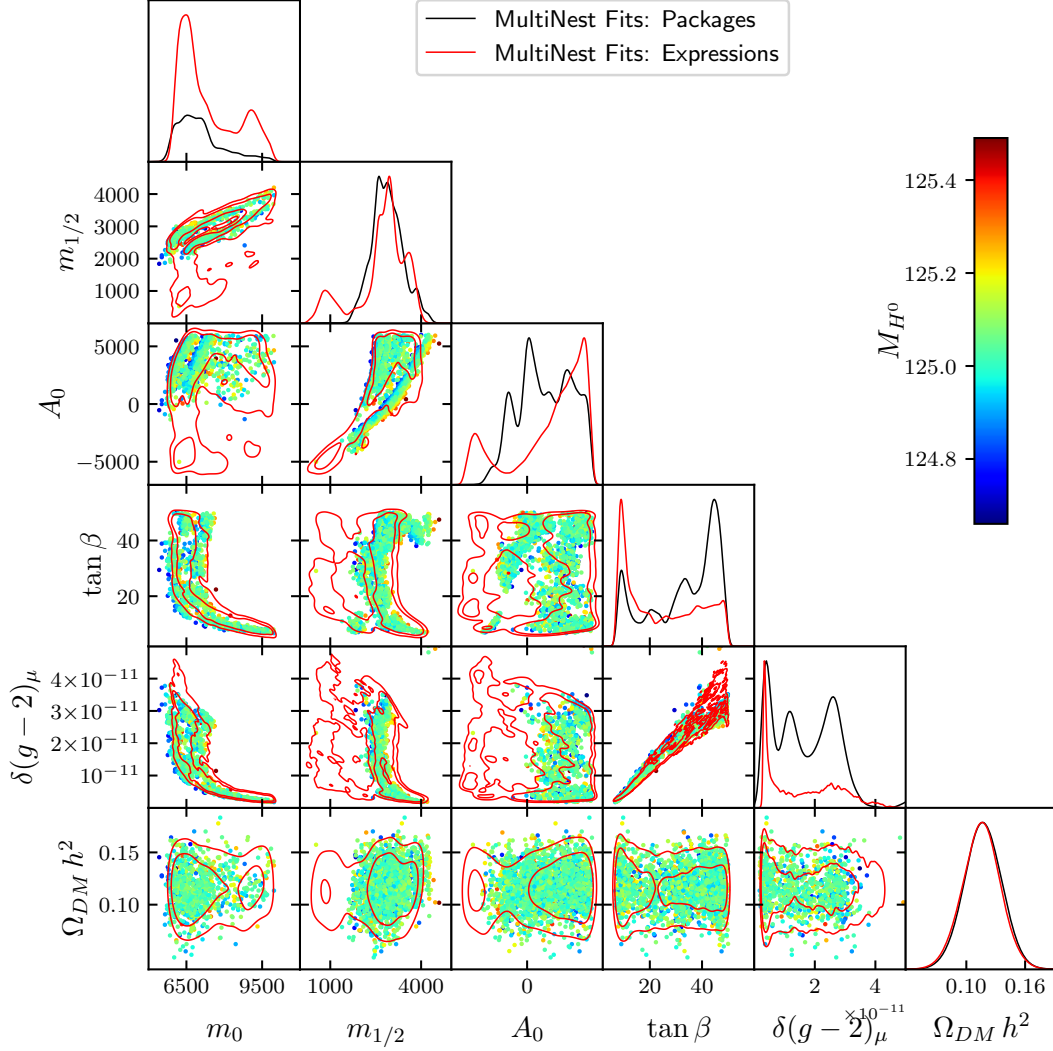 MultiNest Fits: Packages
MultiNest Fits: Expressions
4000
3000
2000
1000
m_{1/2}
5000
0
−5000
A_0
40
20
tan β
4×10^{−11}
3×10^{−11}
2×10^{−11}
10^{−11}
δ(g − 2)_μ
0.15
0.10
Ω_{DM} h^2
125.4
125.2
125.0
124.8
M_{H^0}
6500 9500 1000 4000 0 20 40 2 4 0.10 0.16
×10^{−11}
m_0 m_{1/2} A_0 tan β δ(g − 2)_μ Ω_{DM} h^2